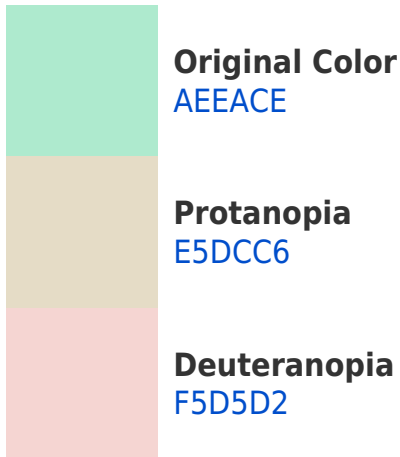 Original Color
AEEACE
Protanopia
E5DCC6
Deuteranopia
F5D5D2